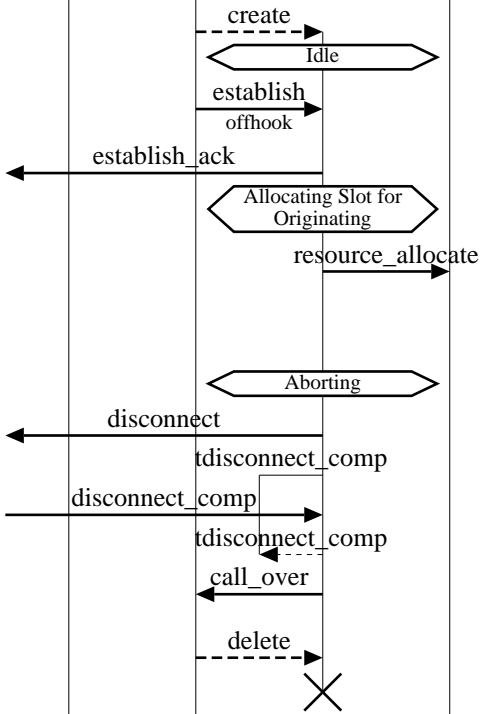 create
Idle
establish
offhook
establish_ack
Allocating Slot for
Originating
resource_allocate
Aborting
disconnect
tdisconnect_comp
disconnect_comp
tdisconnect_comp
call_over
delete